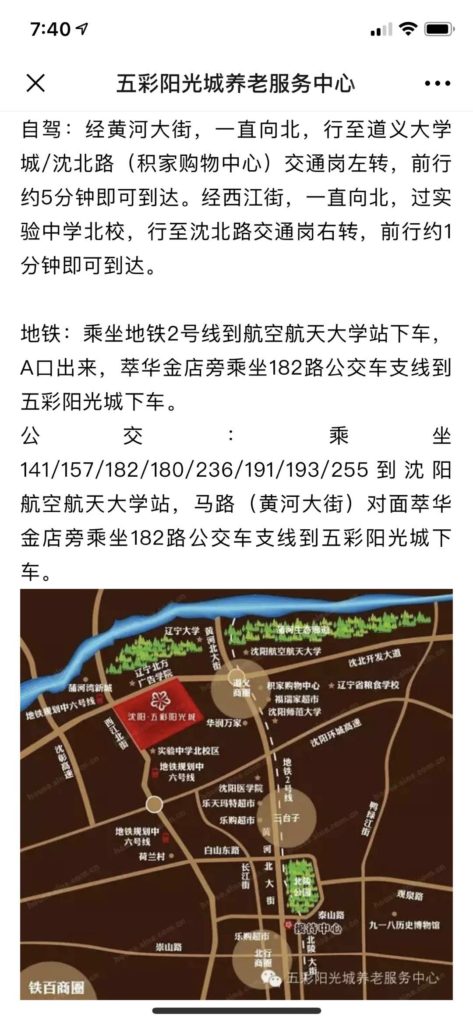 7:40
五彩阳光城养老服务中心
自驾：经黄河大街，一直向北，行至道义大学
城/沈北路（积家购物中心）交通岗左转，前行
约5分钟即可到达。经西江街，一直向北，过实
验中学北校，行至沈北路交通岗右转，前行约1
分钟即可到达。
地铁：乘坐地铁2号线到航空航天大学站下车，
A口出来，萃华金店旁乘坐182路公交车支线到
五彩阳光城下车。
公交：乘坐
141/157/182/180/236/191/193/255到沈阳
航空航天大学站，马路（黄河大街）对面萃华
金店旁乘坐182路公交车支线到五彩阳光城下
车。
辽宁大学
黄河北大街
蒲河生态廊道
沈阳航空航天大学
沈北开发大道
辽宁北方
广告学院
道义
商圈
蒲河湾新城
积家购物中心
辽宁省粮食学校
福瑞家超市
地铁规划中六号线
沈阳·五彩阳光城
华润万家
沈阳师范大学
西江北街
沈阳环城高速
沈彰高速
实验中学北校区
地铁规划中
六号线
地铁2号线
沈阳医学院
乐天玛特超市
三台子
鸭绿江街
乐购超市
地铁规划中
六号线
黄河大街
白山东路
荷兰村
长江街
北陵
公园
观泉路
泰山路
九一八历史博物馆
乐购超市
崇山路
北陵大街
北行
商圈
铁百商圈
五彩阳光城养老服务中心